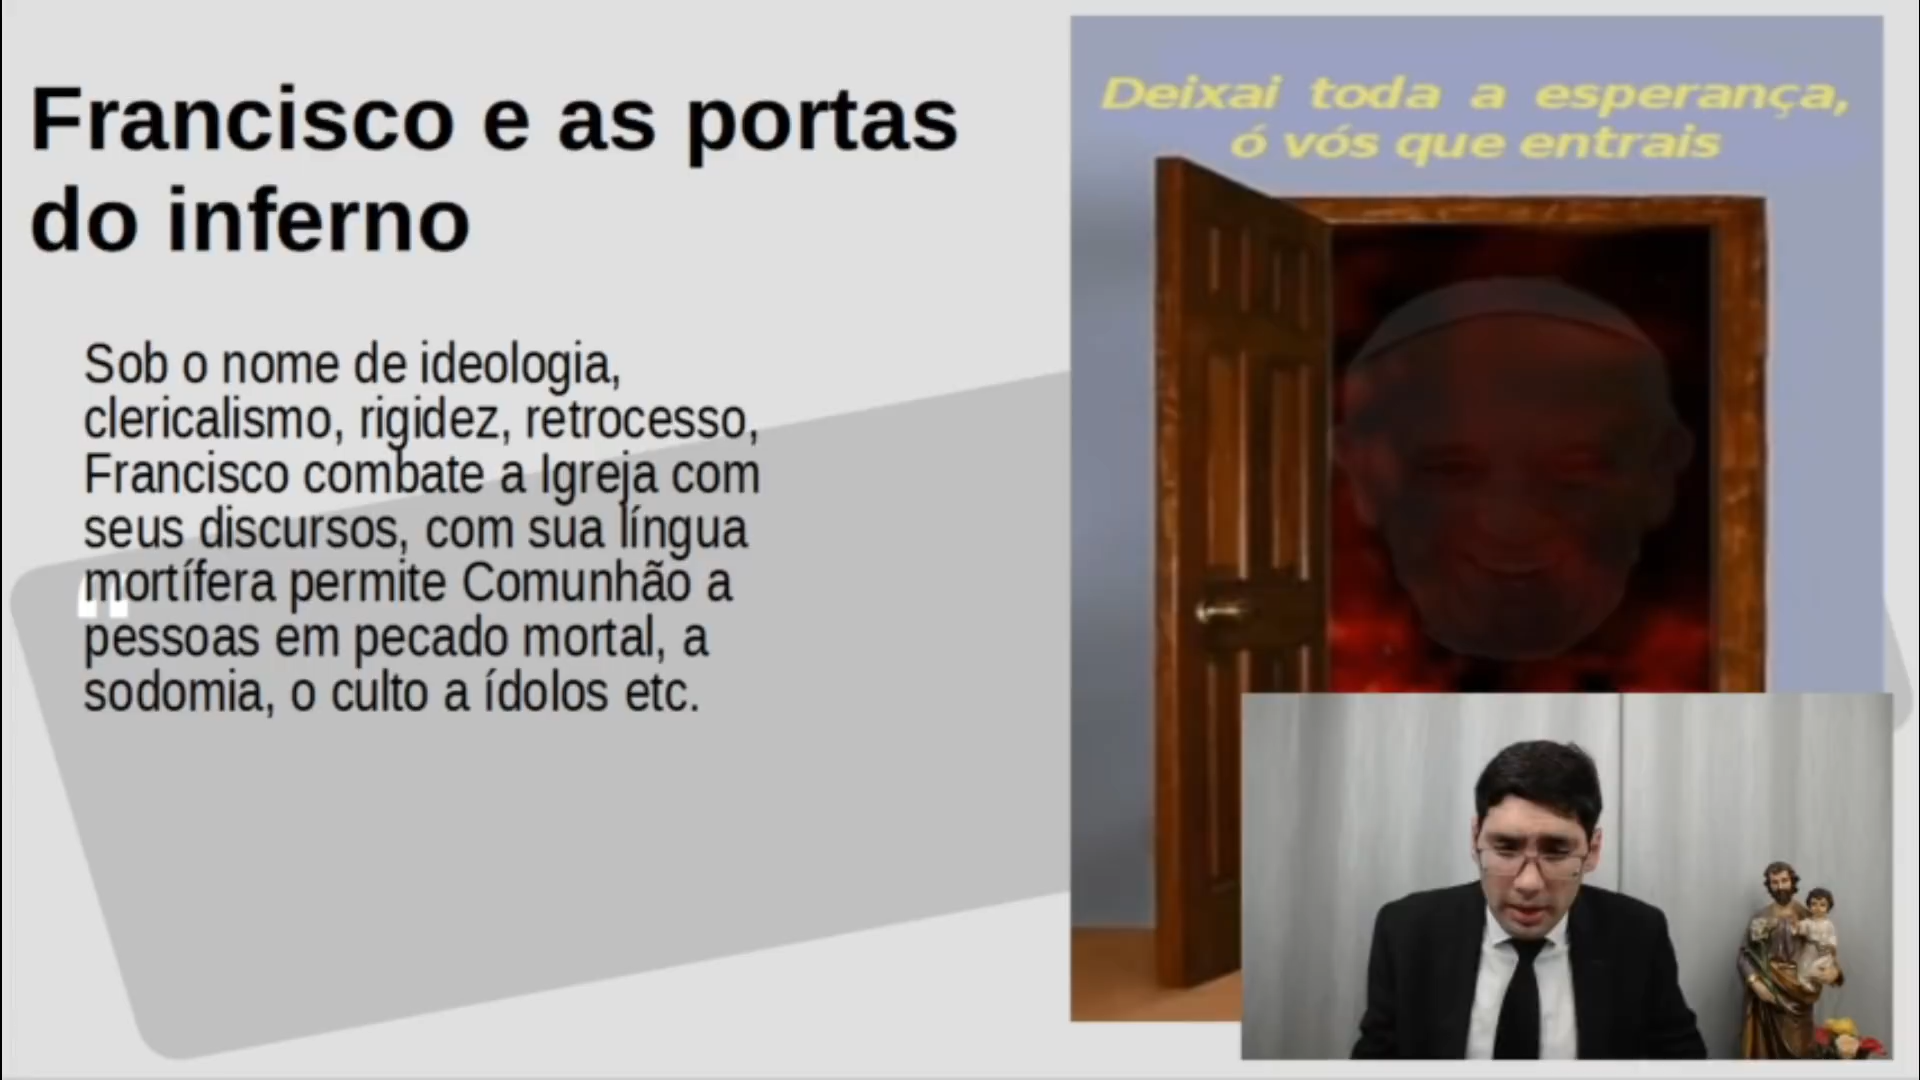 Francisco e as portas
do inferno
Sob o nome de ideologia,
clericalismo, rigidez, retrocesso,
Francisco combate a Igreja com
seus discursos, com sua língua
mortífera permite Comunhão a
pessoas em pecado mortal, a
sodomia, o culto a ídolos etc.
Deixai toda a esperança,
ó vós que entrais